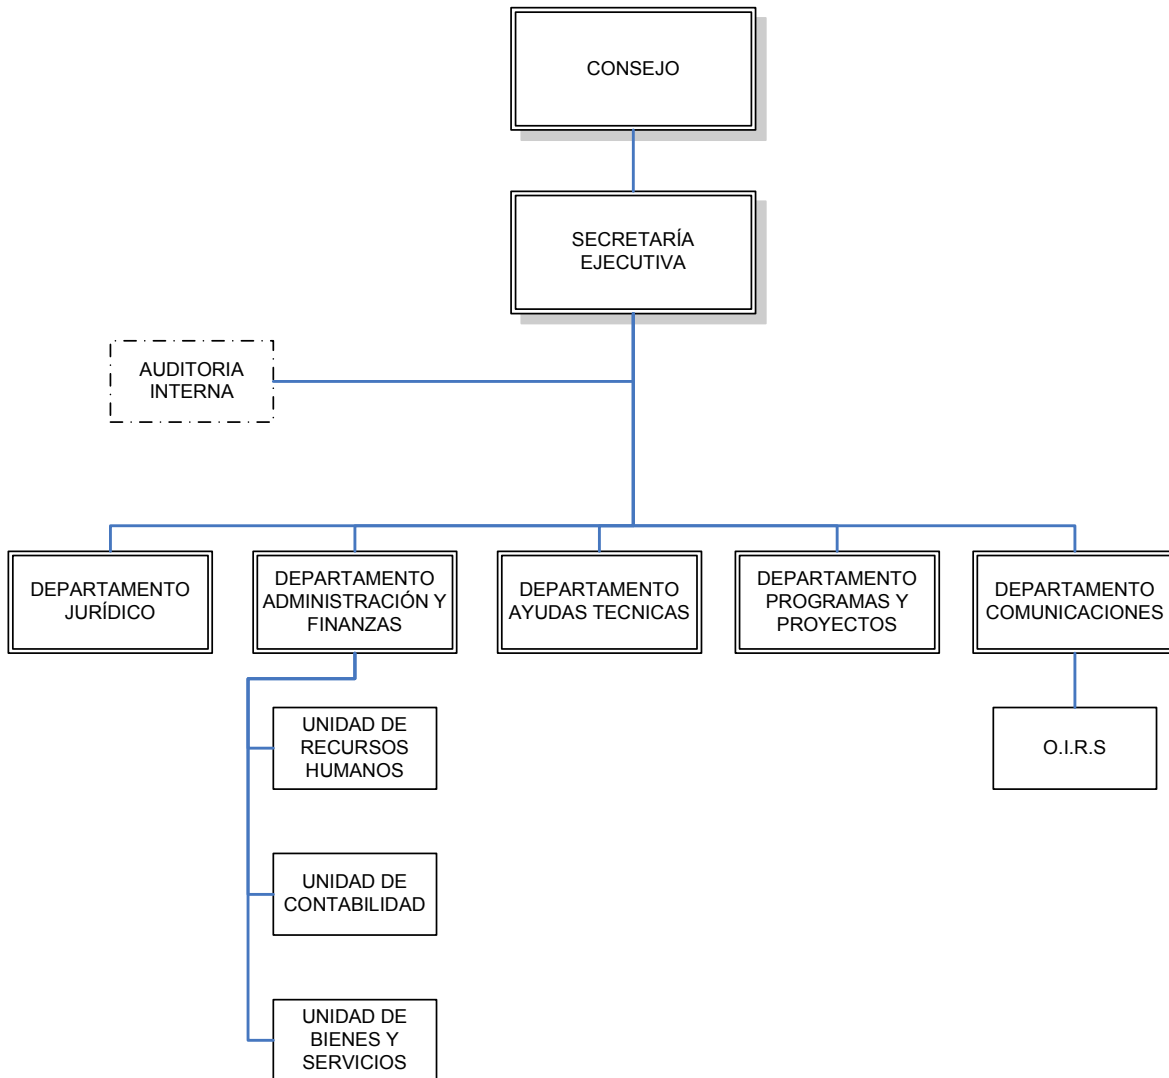 CONSEJO
SECRETARÍA
EJECUTIVA
AUDITORIA
INTERNA
DEPARTAMENTO
JURÍDICO
DEPARTAMENTO
ADMINISTRACIÓN Y
FINANZAS
DEPARTAMENTO
AYUDAS TECNICAS
DEPARTAMENTO
PROGRAMAS Y
PROYECTOS
DEPARTAMENTO
COMUNICACIONES
UNIDAD DE
RECURSOS
HUMANOS
O.I.R.S
UNIDAD DE
CONTABILIDAD
UNIDAD DE
BIENES Y
SERVICIOS